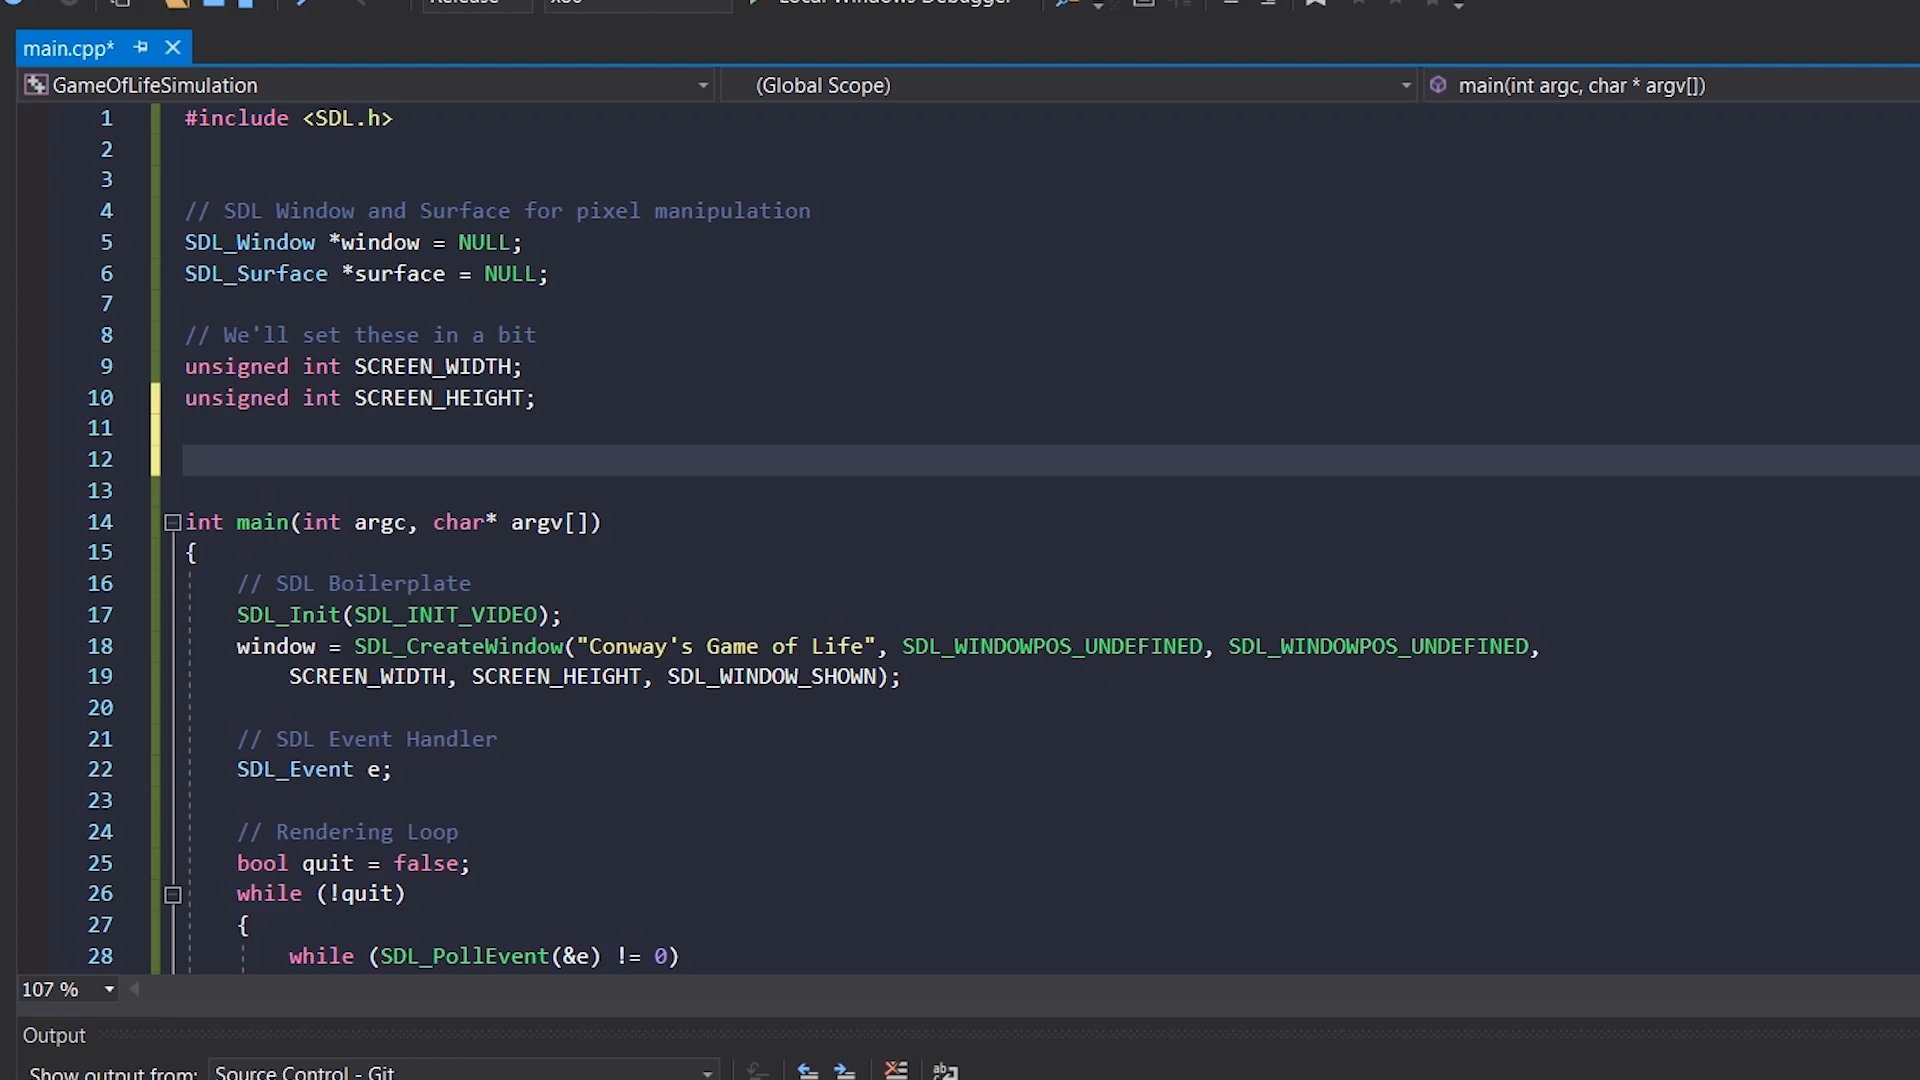 Release x86 Local Windows Debugger
main.cpp*
GameOfLifeSimulation (Global Scope) main(int argc, char * argv[])
1 #include <SDL.h>
2
3
4 // SDL Window and Surface for pixel manipulation
5 SDL_Window *window = NULL;
6 SDL_Surface *surface = NULL;
7
8 // We'll set these in a bit
9 unsigned int SCREEN_WIDTH;
10 unsigned int SCREEN_HEIGHT;
11
12
13
14 int main(int argc, char* argv[])
15 {
16 // SDL Boilerplate
17 SDL_Init(SDL_INIT_VIDEO);
18 window = SDL_CreateWindow("Conway's Game of Life", SDL_WINDOWPOS_UNDEFINED, SDL_WINDOWPOS_UNDEFINED,
19 SCREEN_WIDTH, SCREEN_HEIGHT, SDL_WINDOW_SHOWN);
20
21 // SDL Event Handler
22 SDL_Event e;
23
24 // Rendering Loop
25 bool quit = false;
26 while (!quit)
27 {
28 while (SDL_PollEvent(&e) != 0)
107 %
Output
Show output from: Source Control - Git